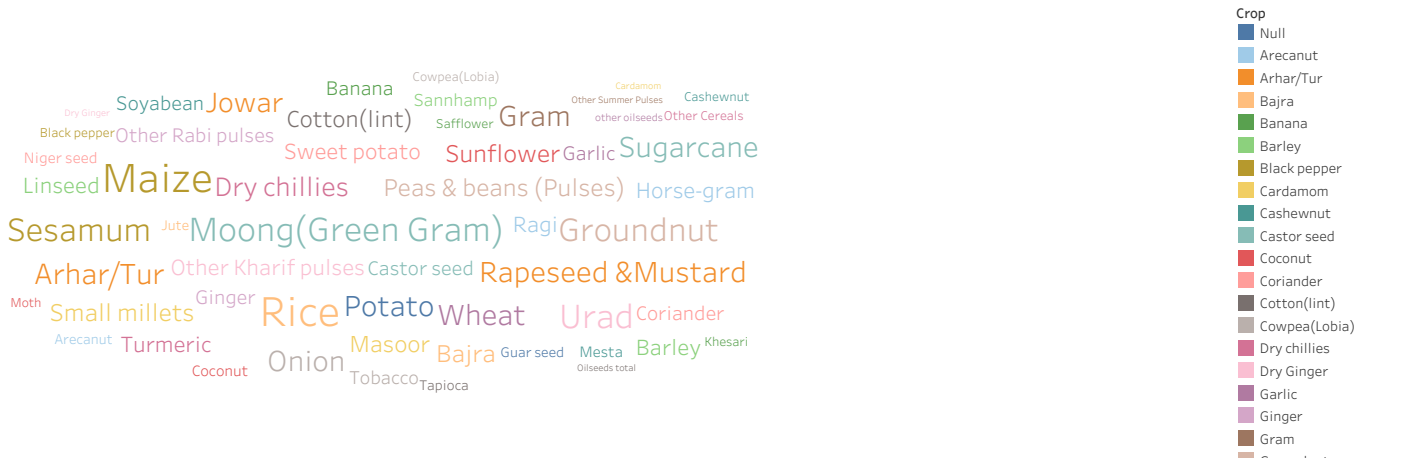 Cowpea(Lobia)
Banana
Cardamom
Soyabean
Jowar
Sannhamp
Other Summer Pulses
Cashewnut
Dry Ginger
Cotton(lint)
Safflower
Gram
other oilseeds
Other Cereals
Black pepper
Other Rabi pulses
Niger seed
Sweet potato
Sunflower
Garlic
Sugarcane
Linseed
Maize
Dry chillies
Peas & beans (Pulses)
Horse-gram
Sesamum
Jute
Moong(Green Gram)
Ragi
Groundnut
Arhar/Tur
Other Kharif pulses
Castor seed
Rapeseed &Mustard
Moth
Small millets
Ginger
Rice
Potato
Wheat
Urad
Coriander
Arecanut
Turmeric
Masoor
Bajra
Guar seed
Mesta
Barley
Khesari
Coconut
Onion
Tobacco
Tapioca
Oilseeds total
Crop
Null
Arecanut
Arhar/Tur
Bajra
Banana
Barley
Black pepper
Cardamom
Cashewnut
Castor seed
Coconut
Coriander
Cotton(lint)
Cowpea(Lobia)
Dry chillies
Dry Ginger
Garlic
Ginger
Gram